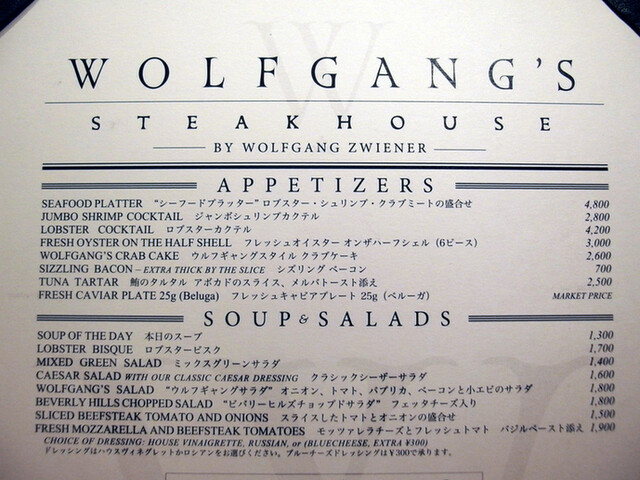 WOLFGANG'S
STEAKHOUSE
BY WOLFGANG ZWIENER
APPETIZERS
SEAFOOD PLATTER "シーフードプラッター" ロブスター・シュリンプ・クラブミートの盛合せ 4,800
JUMBO SHRIMP COCKTAIL ジャンボシュリンプカクテル 2,800
LOBSTER COCKTAIL ロブスターカクテル 4,200
FRESH OYSTER ON THE HALF SHELL フレッシュオイスター オンザハーフシェル (6ピース) 3,000
WOLFGANG'S CRAB CAKE ウルフギャングスタイル クラブケーキ 2,600
SIZZLING BACON – EXTRA THICK BY THE SLICE シズリング ベーコン 700
TUNA TARTAR 鮪のタルタル アボカドのスライス、メルバトースト添え 2,500
FRESH CAVIAR PLATE 25g (Beluga) フレッシュキャビアプレート 25g (ベルーガ) MARKET PRICE
SOUP & SALADS
SOUP OF THE DAY 本日のスープ 1,300
LOBSTER BISQUE ロブスタービスク 1,700
MIXED GREEN SALAD ミックスグリーンサラダ 1,400
CAESAR SALAD WITH OUR CLASSIC CAESAR DRESSING クラシックシーザーサラダ 1,600
WOLFGANG'S SALAD "ウルフギャングサラダ" オニオン、トマト、パプリカ、ベーコンと小エビのサラダ 1,800
BEVERLY HILLS CHOPPED SALAD "ビバリーヒルズチョップドサラダ" フェッタチーズ入り 1,800
SLICED BEEFSTEAK TOMATO AND ONIONS スライスしたトマトとオニオンの盛合せ 1,500
FRESH MOZZARELLA AND BEEFSTEAK TOMATOES モッツァレラチーズとフレッシュトマト バジルペースト添え 1,900
CHOICE OF DRESSING: HOUSE VINAIGRETTE, RUSSIAN, or (BLUECHEESE, EXTRA ¥300)
ドレッシングはハウスヴィネグレットかロシアンをお選びください。ブルーチーズドレッシングは¥300で承ります。